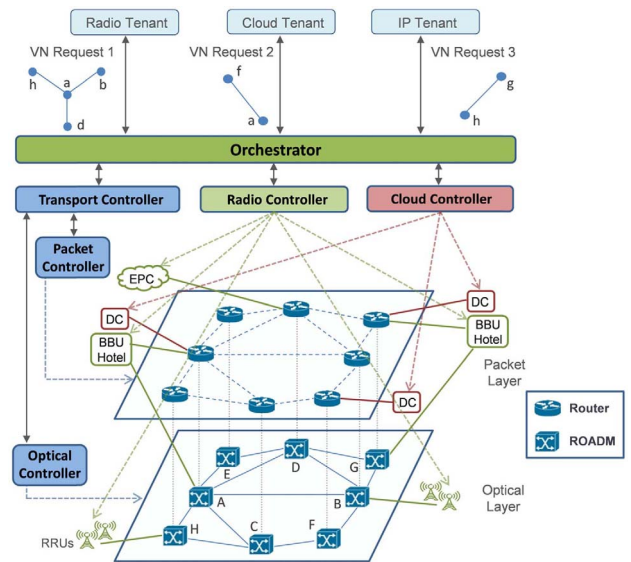 Radio Tenant
Cloud Tenant
IP Tenant
VN Request 1
VN Request 2
VN Request 3
h
a
b
d
f
a
g
h
Orchestrator
Transport Controller
Radio Controller
Cloud Controller
Packet
Controller
EPC
DC
BBU
Hotel
DC
BBU
Hotel
Packet
Layer
DC
Router
ROADM
Optical
Controller
E
D
G
A
B
H
C
F
Optical
Layer
RRUs